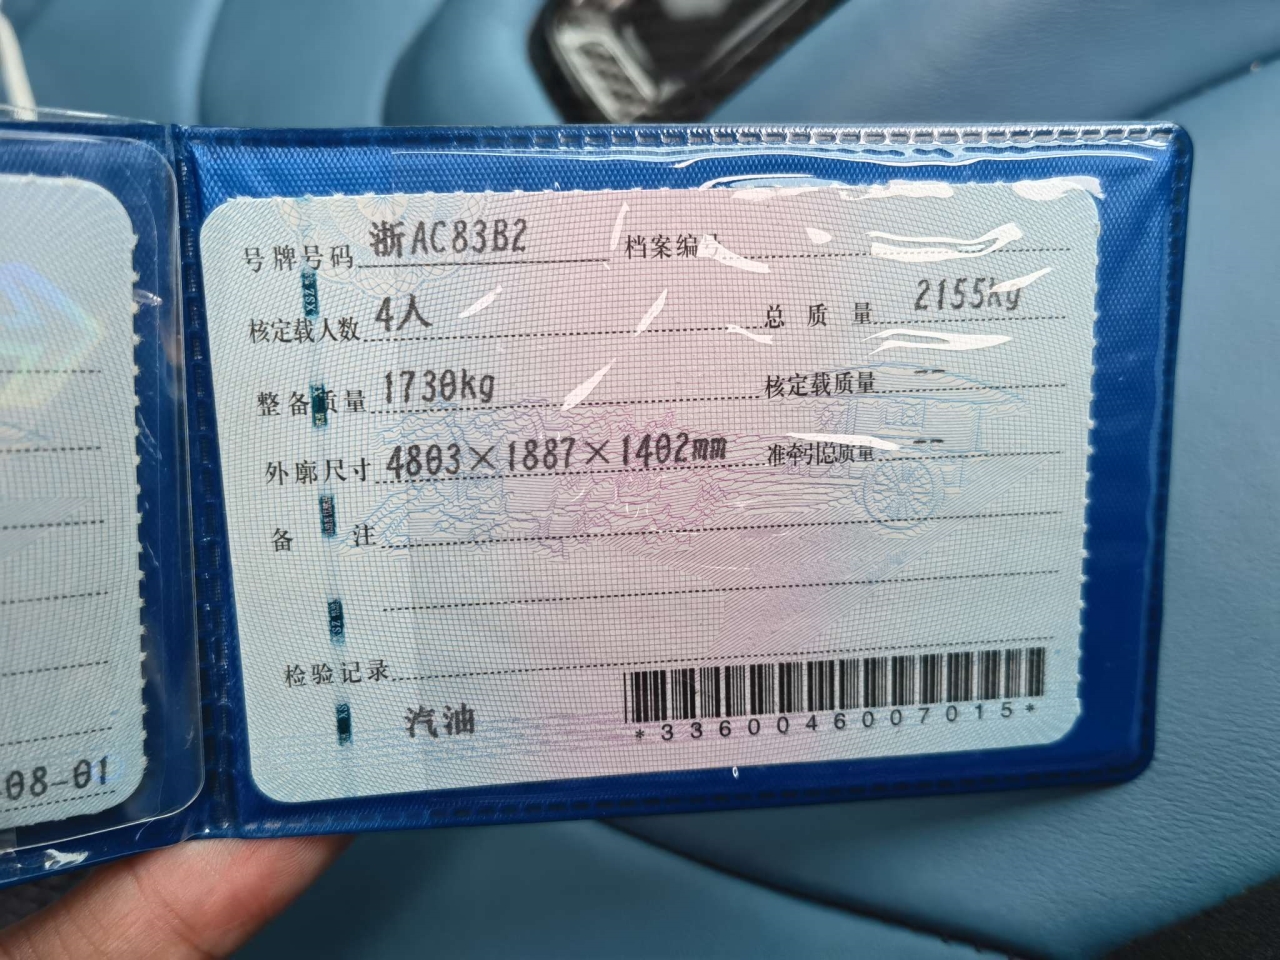 号牌号码 浙AC83B2 档案编号
核定载人数 4人 总质量 2155kg
整备质量 1730kg 核定载质量 --
外廓尺寸 4803×1887×1402mm 准牵引总质量 --
备注
检验记录
汽油
*3360046007015*
08-01